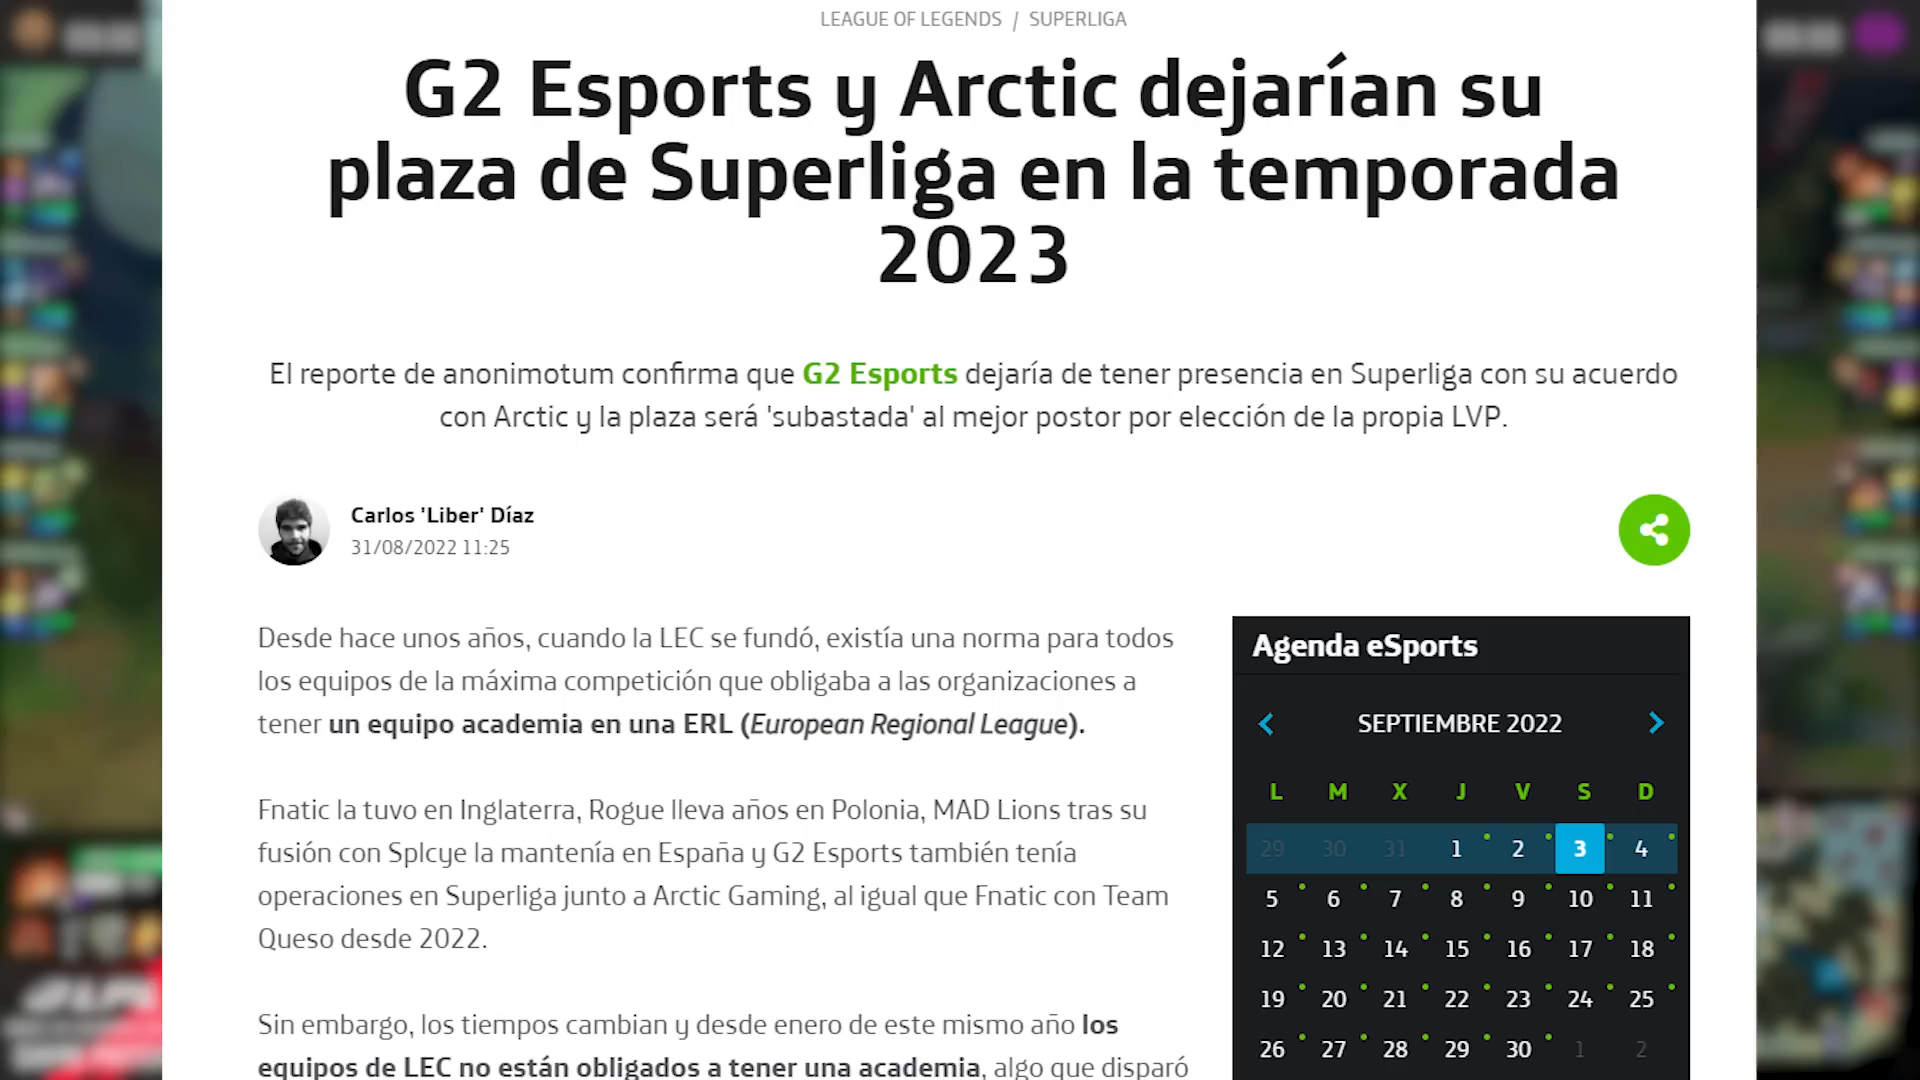 LEAGUE OF LEGENDS / SUPERLIGA
G2 Esports y Arctic dejarían su
plaza de Superliga en la temporada
2023
El reporte de anonimotum confirma que G2 Esports dejaría de tener presencia en Superliga con su acuerdo
con Arctic y la plaza será 'subastada' al mejor postor por elección de la propia LVP.
Carlos 'Liber' Díaz
31/08/2022 11:25
Desde hace unos años, cuando la LEC se fundó, existía una norma para todos
los equipos de la máxima competición que obligaba a las organizaciones a
tener un equipo academia en una ERL (European Regional League).
Fnatic la tuvo en Inglaterra, Rogue lleva años en Polonia, MAD Lions tras su
fusión con Splcye la mantenía en España y G2 Esports también tenía
operaciones en Superliga junto a Arctic Gaming, al igual que Fnatic con Team
Queso desde 2022.
Sin embargo, los tiempos cambian y desde enero de este mismo año los
equipos de LEC no están obligados a tener una academia, algo que disparó
Agenda eSports
SEPTIEMBRE 2022
L M X J V S D
29 30 31 1 2 3 4
5 6 7 8 9 10 11
12 13 14 15 16 17 18
19 20 21 22 23 24 25
26 27 28 29 30 1 2